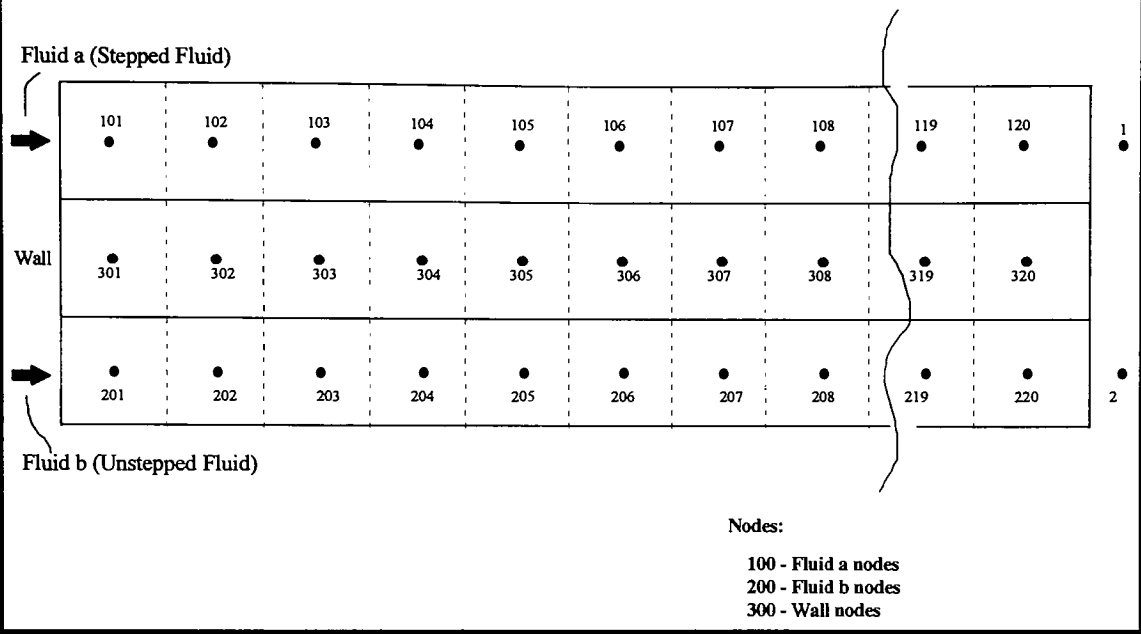 Fluid a (Stepped Fluid)
101 102 103 104 105 106 107 108 119 120 1
Wall
301 302 303 304 305 306 307 308 319 320
201 202 203 204 205 206 207 208 219 220 2
Fluid b (Unstepped Fluid)
Nodes:
100 - Fluid a nodes
200 - Fluid b nodes
300 - Wall nodes